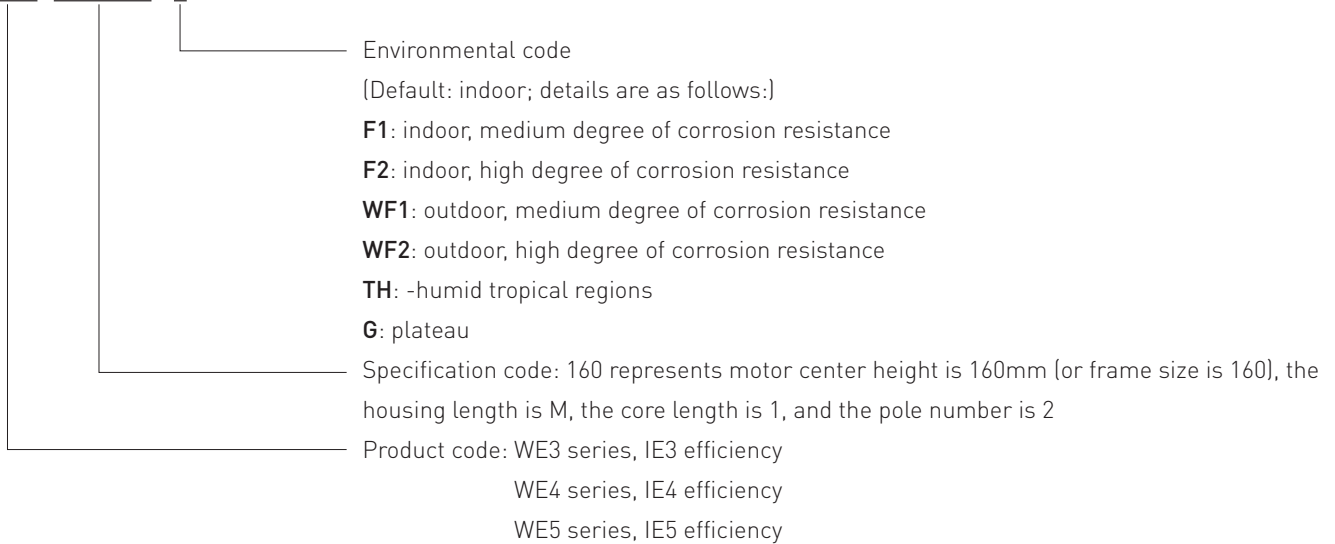 Environmental code
(Default: indoor; details are as follows:)
F1: indoor, medium degree of corrosion resistance
F2: indoor, high degree of corrosion resistance
WF1: outdoor, medium degree of corrosion resistance
WF2: outdoor, high degree of corrosion resistance
TH: -humid tropical regions
G: plateau
Specification code: 160 represents motor center height is 160mm (or frame size is 160), the
housing length is M, the core length is 1, and the pole number is 2
Product code: WE3 series, IE3 efficiency
WE4 series, IE4 efficiency
WE5 series, IE5 efficiency